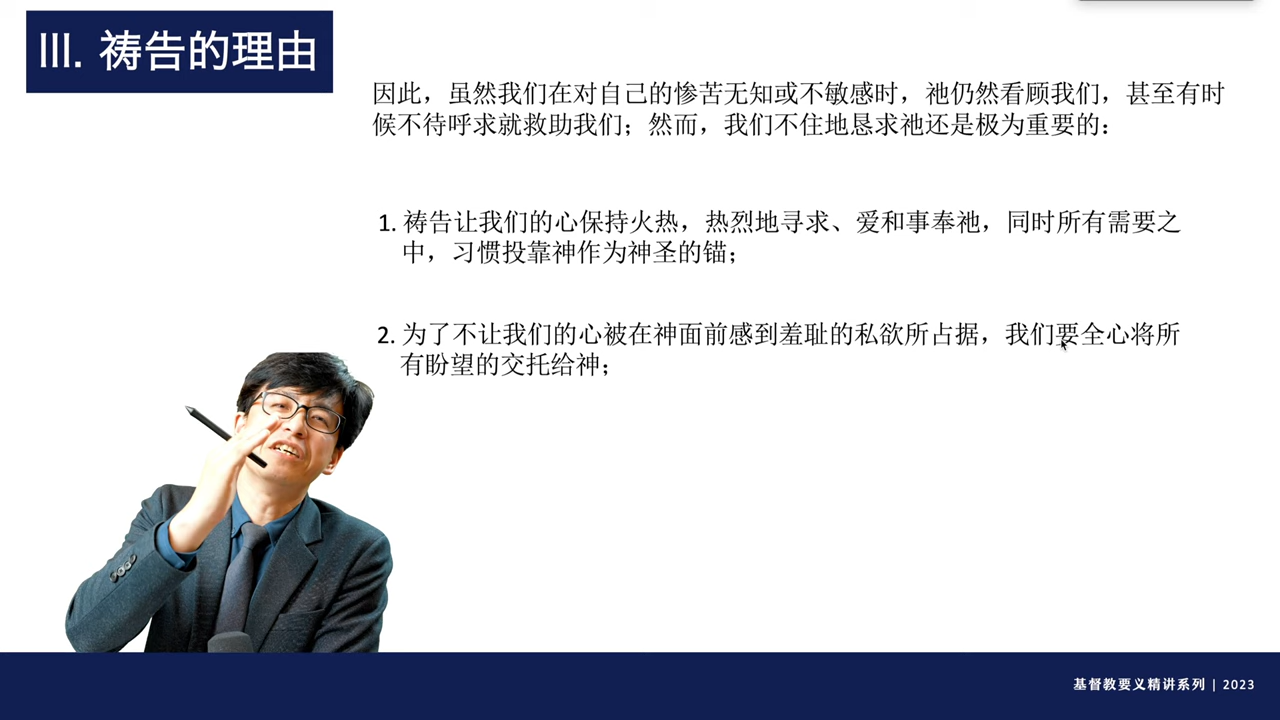 III. 祷告的理由
因此，虽然我们在对自己的惨苦无知或不敏感时，祂仍然看顾我们，甚至有时
候不待呼求就救助我们；然而，我们不住地恳求祂还是极为重要的：
1. 祷告让我们的心保持火热，热烈地寻求、爱和事奉祂，同时所有需要之
中，习惯投靠神作为神圣的锚；
2. 为了不让我们的心被在神面前感到羞耻的私欲所占据，我们要全心将所
有盼望的交托给神；
基督教要义精讲系列 | 2023